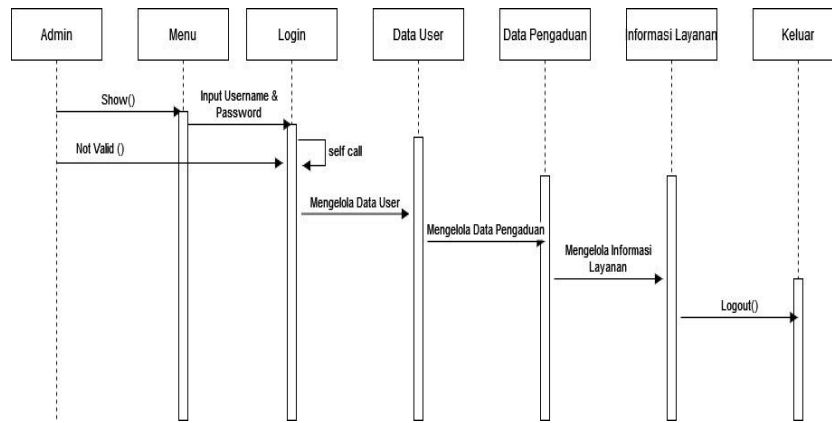 Admin
Menu
Login
Data User
Data Pengaduan
Informasi Layanan
Keluar
Show()
Input Username &
Password
Not Valid ()
self call
Mengelola Data User
Mengelola Data Pengaduan
Mengelola Informasi
Layanan
Logout()